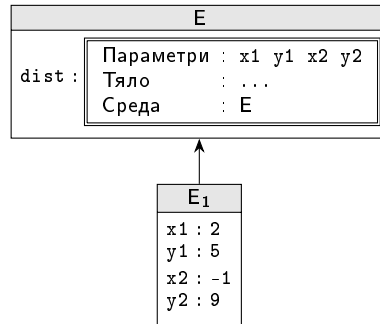 E
dist :
Параметри : x1 y1 x2 y2
Тяло : ...
Среда : E
E₁
x1 : 2
y1 : 5
x2 : -1
y2 : 9